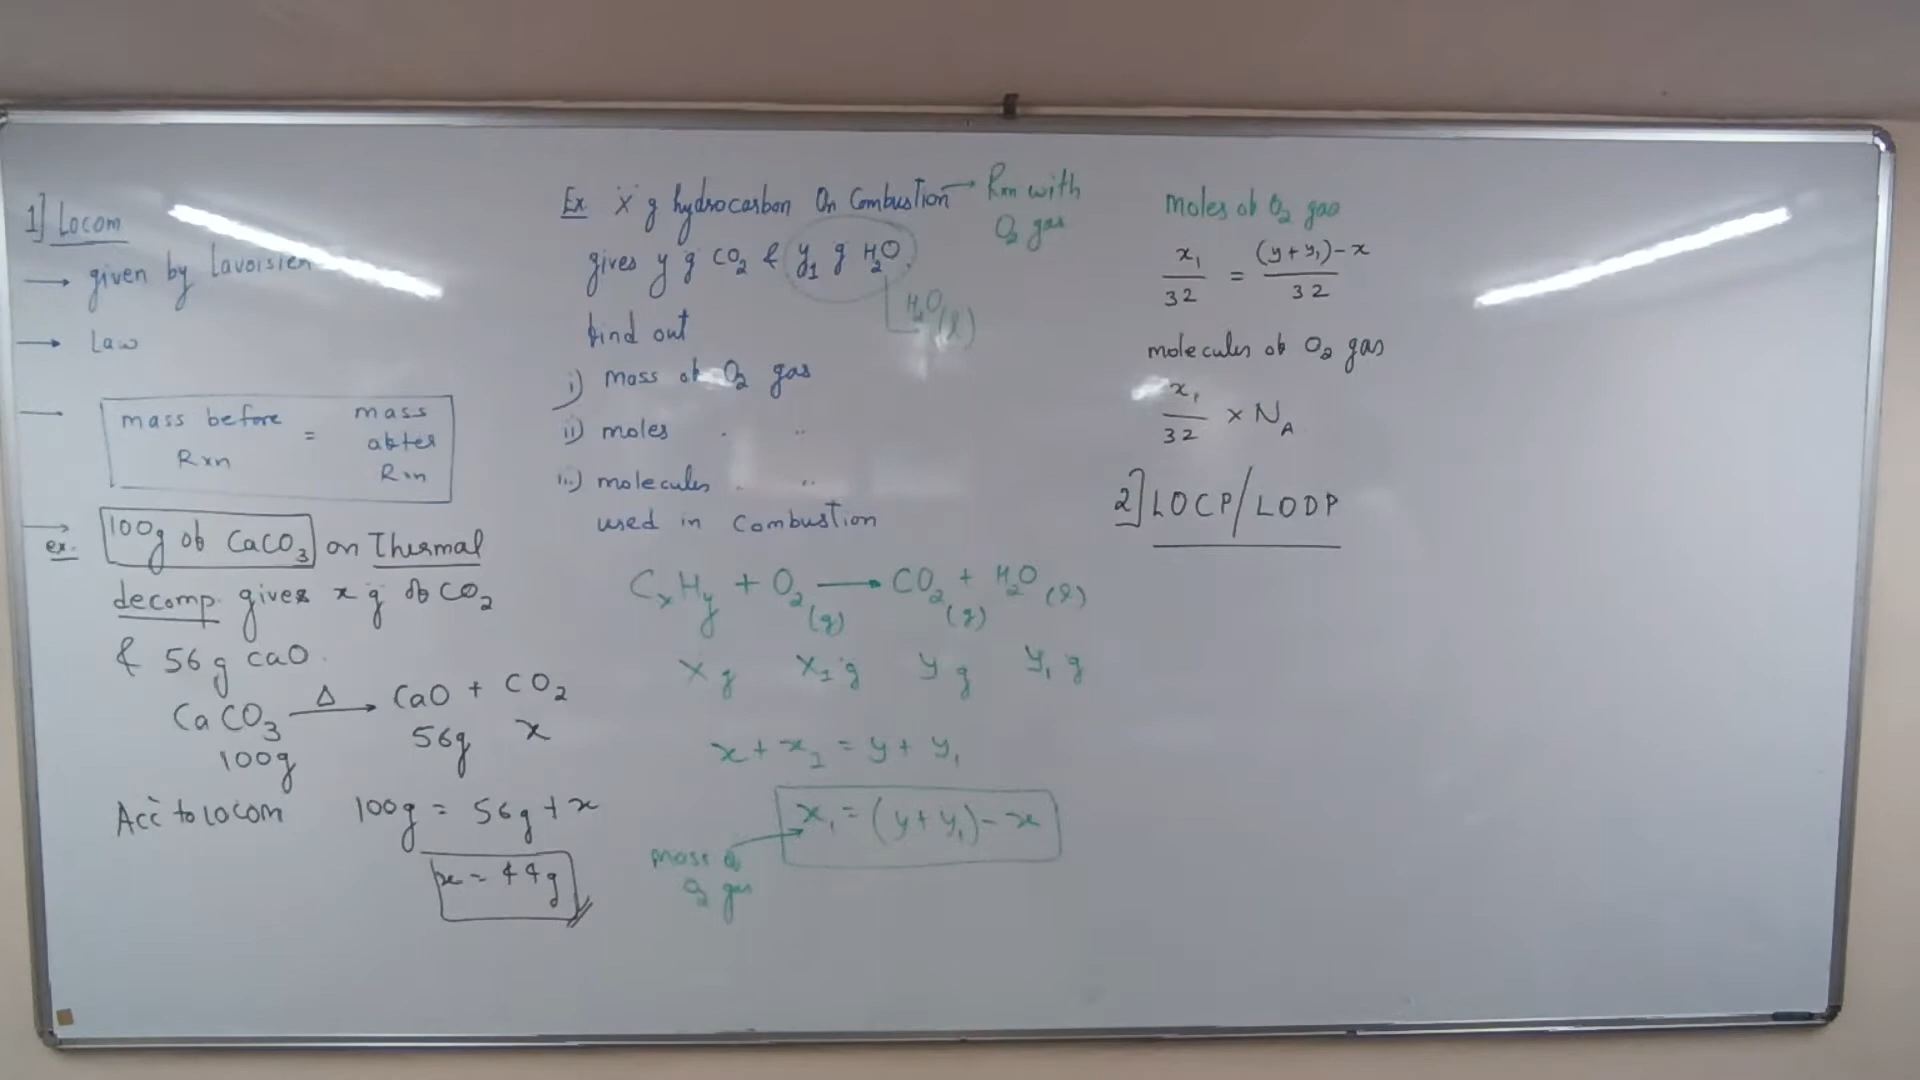 1] Locom
→ given by Lavoisier
→ Law
mass before Rxn = mass after Rxn
→ ex. 100g of CaCO₃ on Thermal
decomp. gives x g of CO₂
& 56 g caO.
CaCO₃ —Δ→ CaO + CO₂
100g 56g x
Acc to LOCOM 100g = 56g + x
x = 44g
Ex X g hydrocarbon On Combustion → Rxn with O₂ gas
gives y g CO₂ & y₁ g H₂O
H₂O(l)
find out
i) mass of O₂ gas
ii) moles " "
iii) molecules " "
used in combustion
CₓHᵧ + O₂(g) → CO₂(g) + H₂O(l)
X g X₁ g y g y₁ g
x + x₁ = y + y₁
x₁ = (y + y₁) - x
mass of
O₂ gas
moles of O₂ gas
x₁/32 = (y + y₁) - x/32
molecules of O₂ gas
x₁/32 × N_A
2] LOCP/LODP